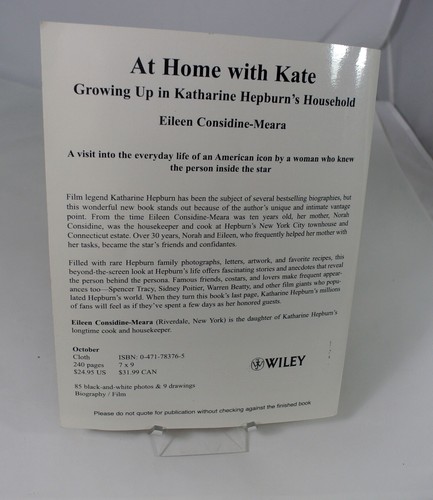 At Home with Kate
Growing Up in Katharine Hepburn's Household
Eileen Considine-Meara
A visit into the everyday life of an American icon by a woman who knew
the person inside the star
Film legend Katharine Hepburn has been the subject of several bestselling biographies, but
this wonderful new book stands out because of the author's unique and intimate vantage
point. From the time Eileen Considine-Meara was ten years old, her mother, Norah
Considine, was the housekeeper and cook at Hepburn's New York City townhouse and
Connecticut estate. Over 30 years, Norah and Eileen, who frequently helped her mother with
her tasks, became the star's friends and confidantes.
Filled with rare Hepburn family photographs, letters, artwork, and favorite recipes, this
beyond-the-screen look at Hepburn's life offers fascinating stories and anecdotes that reveal
the person behind the persona. Famous friends, costars, and lovers make frequent appear-
ances too—Spencer Tracy, Sidney Poitier, Warren Beatty, and other film giants who popu-
lated Hepburn's world. When they turn this book's last page, Katharine Hepburn's millions
of fans will feel as if they've spent a few days as her honored guests.
Eileen Considine-Meara (Riverdale, New York) is the daughter of Katharine Hepburn's
longtime cook and housekeeper.
October
Cloth ISBN: 0-471-78376-5
240 pages 7 x 9
$24.95 US $31.99 CAN
WILEY
85 black-and-white photos & 9 drawings
Biography / Film
Please do not quote for publication without checking against the finished book